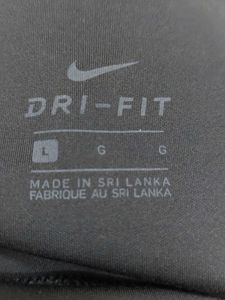 DRI-FIT
L G G
MADE IN SRI LANKA
FABRIQUE AU SRI LANKA